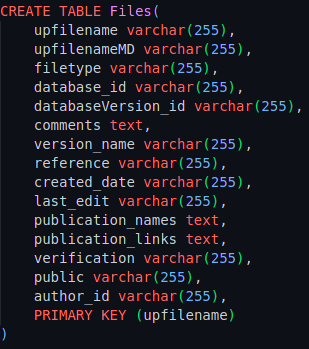 CREATE TABLE Files(
upfilename varchar(255),
upfilenameMD varchar(255),
filetype varchar(255),
database_id varchar(255),
databaseVersion_id varchar(255),
comments text,
version_name varchar(255),
reference varchar(255),
created_date varchar(255),
last_edit varchar(255),
publication_names text,
publication_links text,
verification varchar(255),
public varchar(255),
author_id varchar(255),
PRIMARY KEY (upfilename)
)